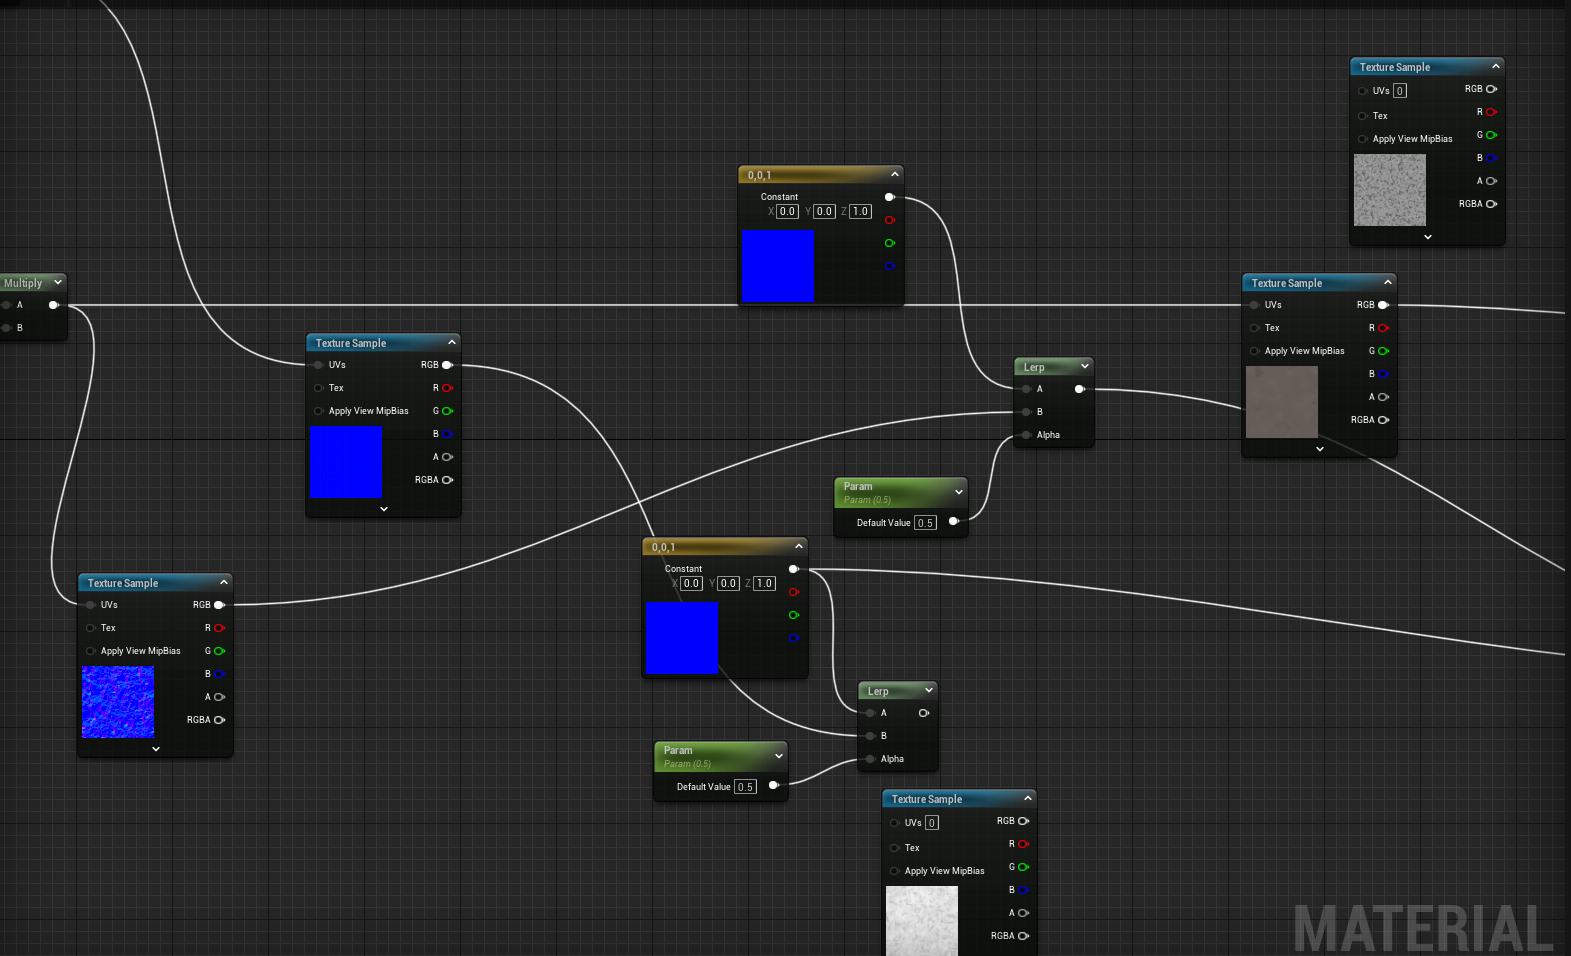 Texture Sample
UVs 0 RGB
R
Tex
G
Apply View MipBias
B
A
RGBA
0,0,1
Constant
X 0.0 Y 0.0 Z 1.0
Multiply
A
B
Texture Sample
UVs RGB
Tex R
Apply View MipBias G
B
A
RGBA
Texture Sample
UVs RGB
Tex R
Apply View MipBias G
B
A
RGBA
Lerp
A
B
Alpha
Param
Param (0.5)
Default Value 0.5
0,0,1
Constant
X 0.0 Y 0.0 Z 1.0
Texture Sample
UVs RGB
Tex R
Apply View MipBias G
B
A
RGBA
Lerp
A
B
Alpha
Param
Param (0.5)
Default Value 0.5
Texture Sample
UVs 0 RGB
R
Tex
G
Apply View MipBias
B
A
RGBA
MATERIAL